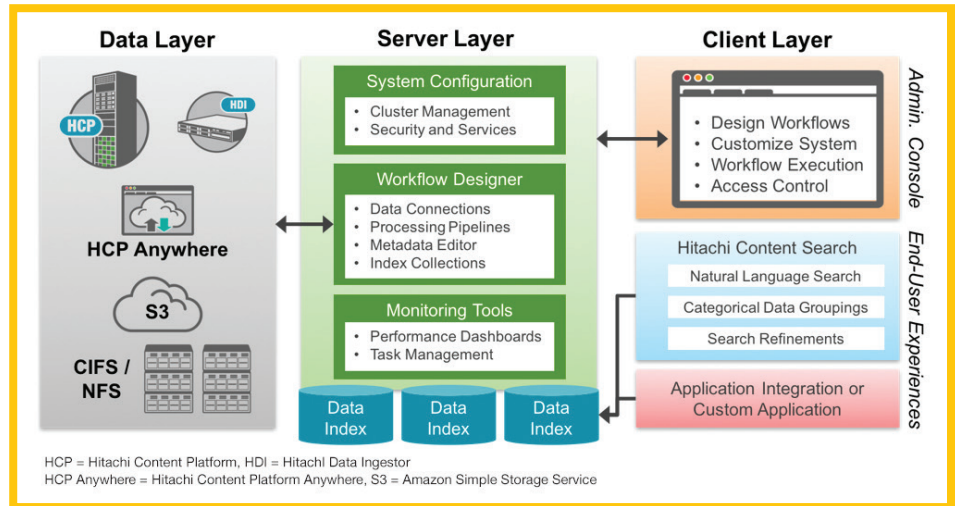 Data Layer
HCP
HDI
HCP Anywhere
S3
CIFS /
NFS
Server Layer
System Configuration
• Cluster Management
• Security and Services
Workflow Designer
• Data Connections
• Processing Pipelines
• Metadata Editor
• Index Collections
Monitoring Tools
• Performance Dashboards
• Task Management
Data
Index
Data
Index
Data
Index
Client Layer
• Design Workflows
• Customize System
• Workflow Execution
• Access Control
Admin. Console
Hitachi Content Search
Natural Language Search
Categorical Data Groupings
Search Refinements
Application Integration or
Custom Application
End-User Experiences
HCP = Hitachi Content Platform, HDI = Hitachl Data Ingestor
HCP Anywhere = Hitachi Content Platform Anywhere, S3 = Amazon Simple Storage Service